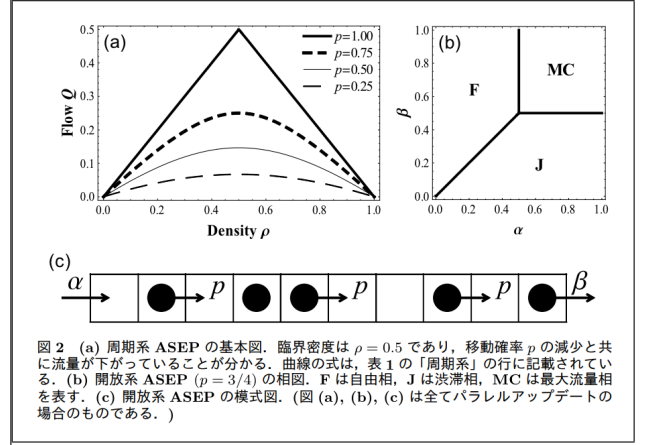 (a)
p=1.00
p=0.75
p=0.50
p=0.25
0.5
0.4
0.3
0.2
0.1
0.0
Flow Q
0.0 0.2 0.4 0.6 0.8 1.0
Density ρ
(b)
1.0
0.8
0.6
0.4
0.2
0.0
β
F
MC
J
0.0 0.2 0.4 0.6 0.8 1.0
α
(c)
α p p p β
図 2 (a) 周期系 ASEP の基本図．臨界密度は ρ = 0.5 であり，移動確率 p の減少と共
に流量が下がっていることが分かる．曲線の式は，表 1 の「周期系」の行に記載されてい
る．(b) 開放系 ASEP (p = 3/4) の相図．F は自由相，J は渋滞相，MC は最大流量相
を表す．(c) 開放系 ASEP の模式図．(図 (a), (b), (c) は全てパラレルアップデートの
場合のものである．)